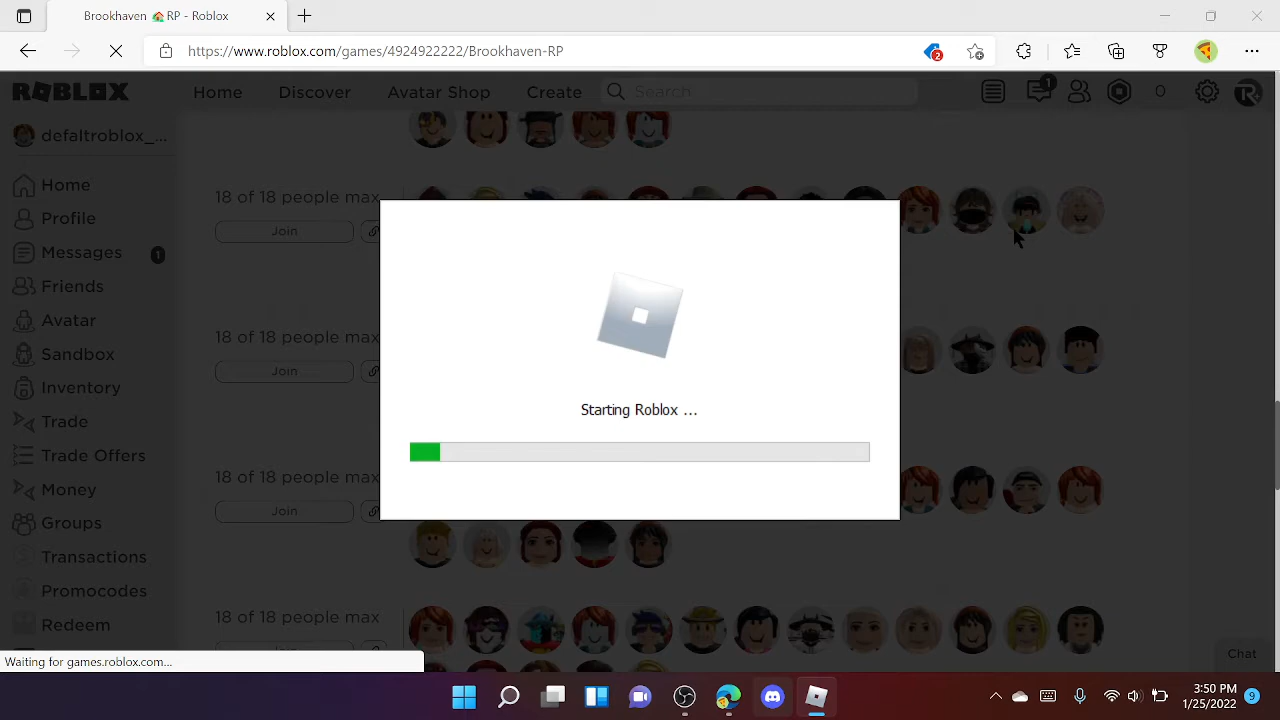 Brookhaven 🏠RP - Roblox
https://www.roblox.com/games/4924922222/Brookhaven-RP
2
ROBLOX
Home
Discover
Avatar Shop
Create
Search
1
0
defaltroblox_...
Home
Profile
Messages
1
Friends
Avatar
Sandbox
Inventory
Trade
Trade Offers
Money
Groups
Transactions
Promocodes
Redeem
18 of 18 people max
Join
18 of 18 people max
Join
18 of 18 people max
Join
18 of 18 people max
Starting Roblox ...
Chat
Waiting for games.roblox.com...
3:50 PM
1/25/2022
9